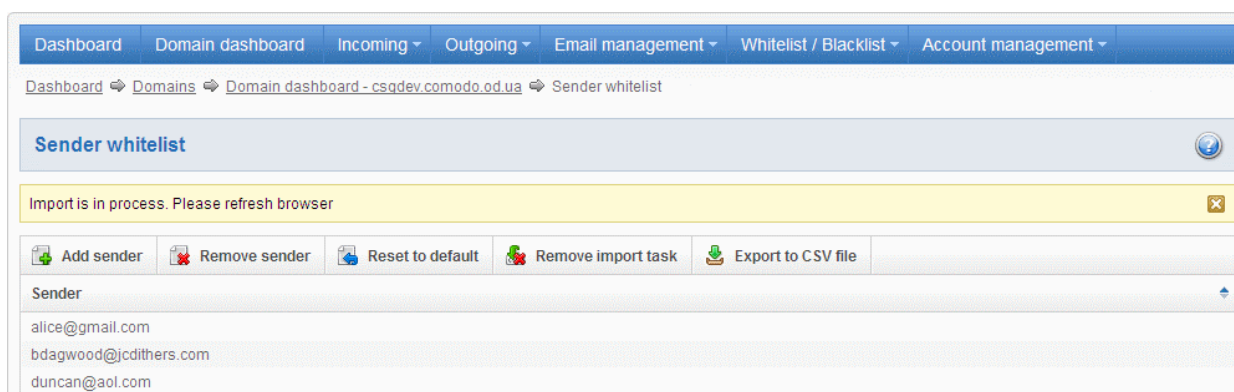 Dashboard Domain dashboard Incoming Outgoing Email management Whitelist / Blacklist Account management
Dashboard Domains Domain dashboard - csgdev.comodo.od.ua Sender whitelist
Sender whitelist
Import is in process. Please refresh browser
Add sender Remove sender Reset to default Remove import task Export to CSV file
Sender
alice@gmail.com
bdagwood@jcdithers.com
duncan@aol.com